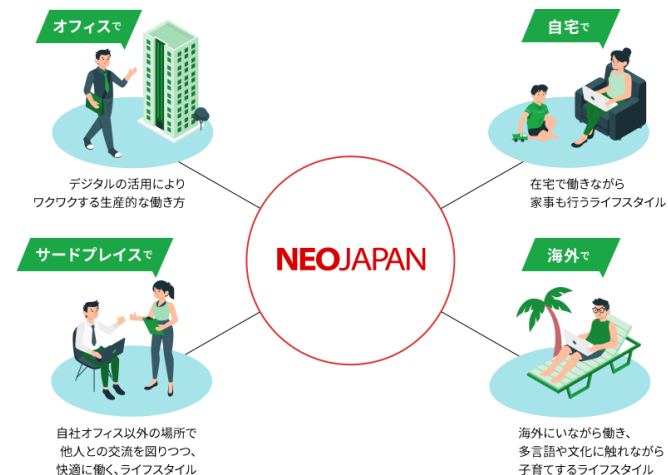 オフィスで
デジタルの活用により
ワクワクする生産的な働き方
自宅で
在宅で働きながら
家事も行うライフスタイル
NEOJAPAN
サードプレイスで
自社オフィス以外の場所で
他人との交流を図りつつ、
快適に働く、ライフスタイル
海外で
海外にいながら働き、
多言語や文化に触れながら
子育てするライフスタイル